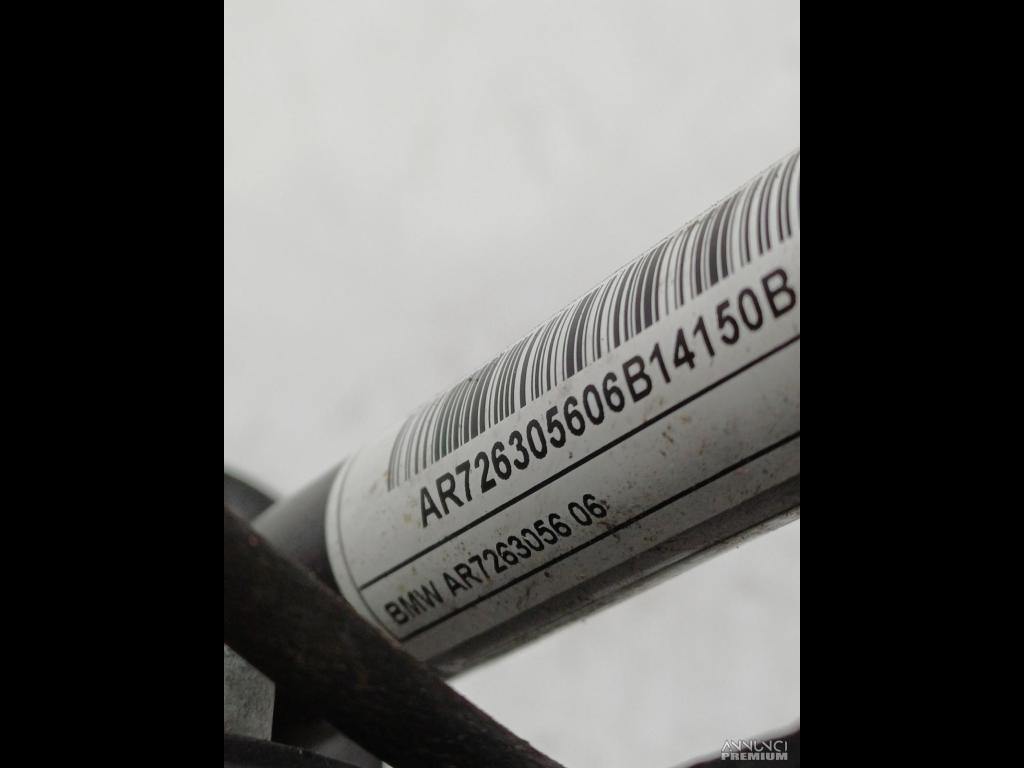 AR726305606B14150B
BMW AR7263056 06
ANNUNCI
PREMIUM